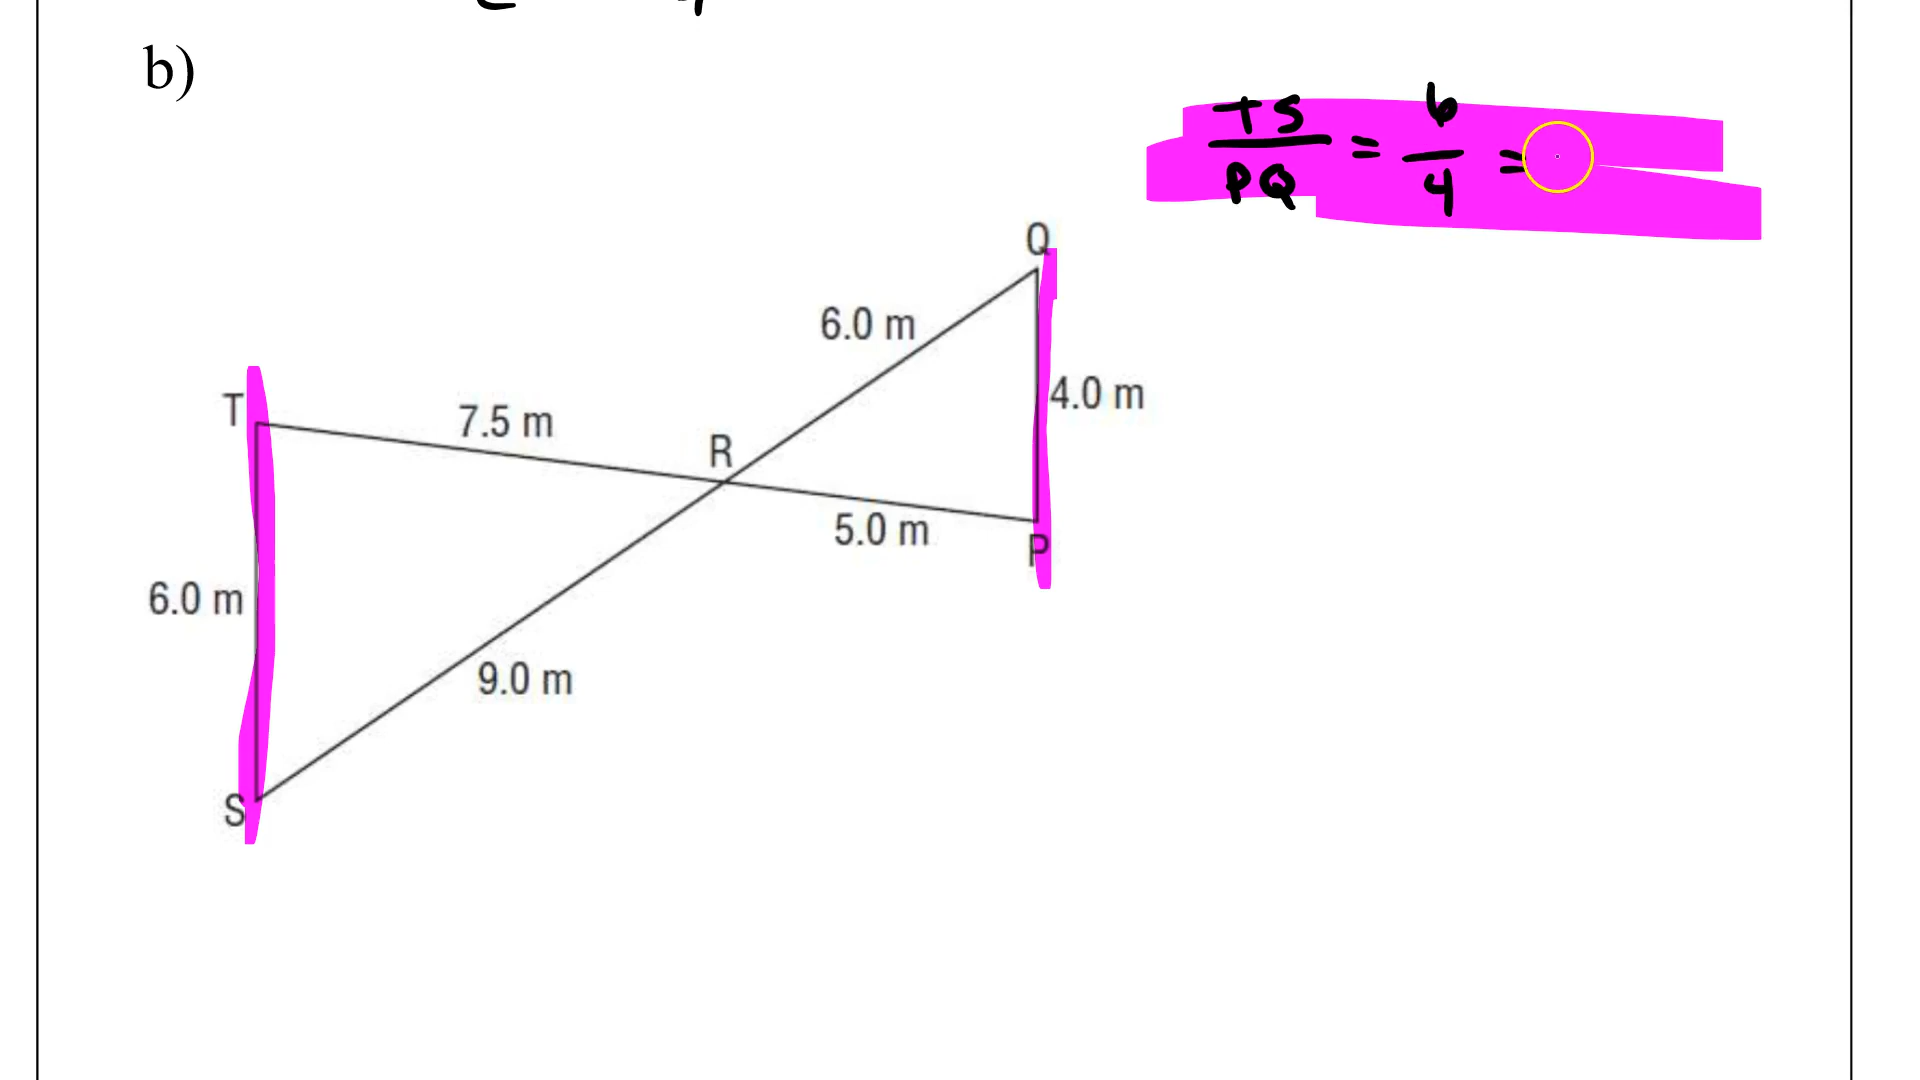 b)
TS
— = 6/4 =
PQ
Q
6.0 m
4.0 m
T
7.5 m
R
5.0 m
P
6.0 m
9.0 m
S